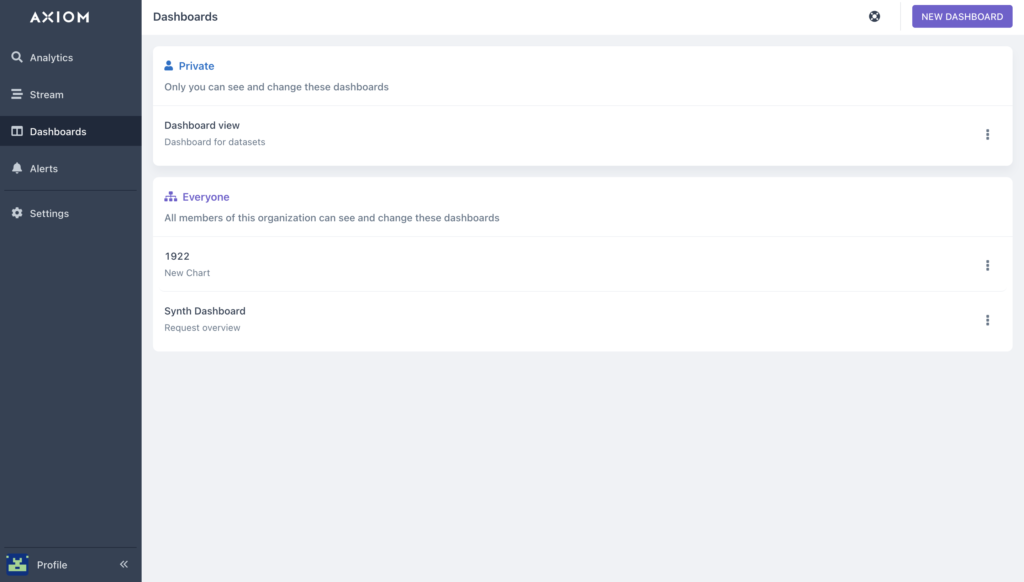 AXIOM
Analytics
Stream
Dashboards
Alerts
Settings
Profile
Dashboards
NEW DASHBOARD
Private
Only you can see and change these dashboards
Dashboard view
Dashboard for datasets
Everyone
All members of this organization can see and change these dashboards
1922
New Chart
Synth Dashboard
Request overview